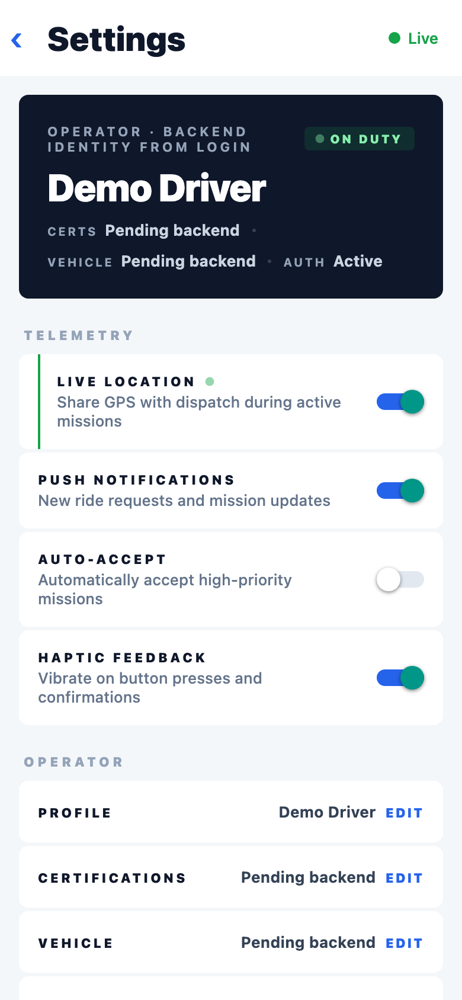 ‹ Settings
Live
OPERATOR · BACKEND
IDENTITY FROM LOGIN
ON DUTY
Demo Driver
CERTS Pending backend ·
VEHICLE Pending backend · AUTH Active
TELEMETRY
LIVE LOCATION
Share GPS with dispatch during active
missions
PUSH NOTIFICATIONS
New ride requests and mission updates
AUTO-ACCEPT
Automatically accept high-priority
missions
HAPTIC FEEDBACK
Vibrate on button presses and
confirmations
OPERATOR
PROFILE Demo Driver EDIT
CERTIFICATIONS Pending backend EDIT
VEHICLE Pending backend EDIT